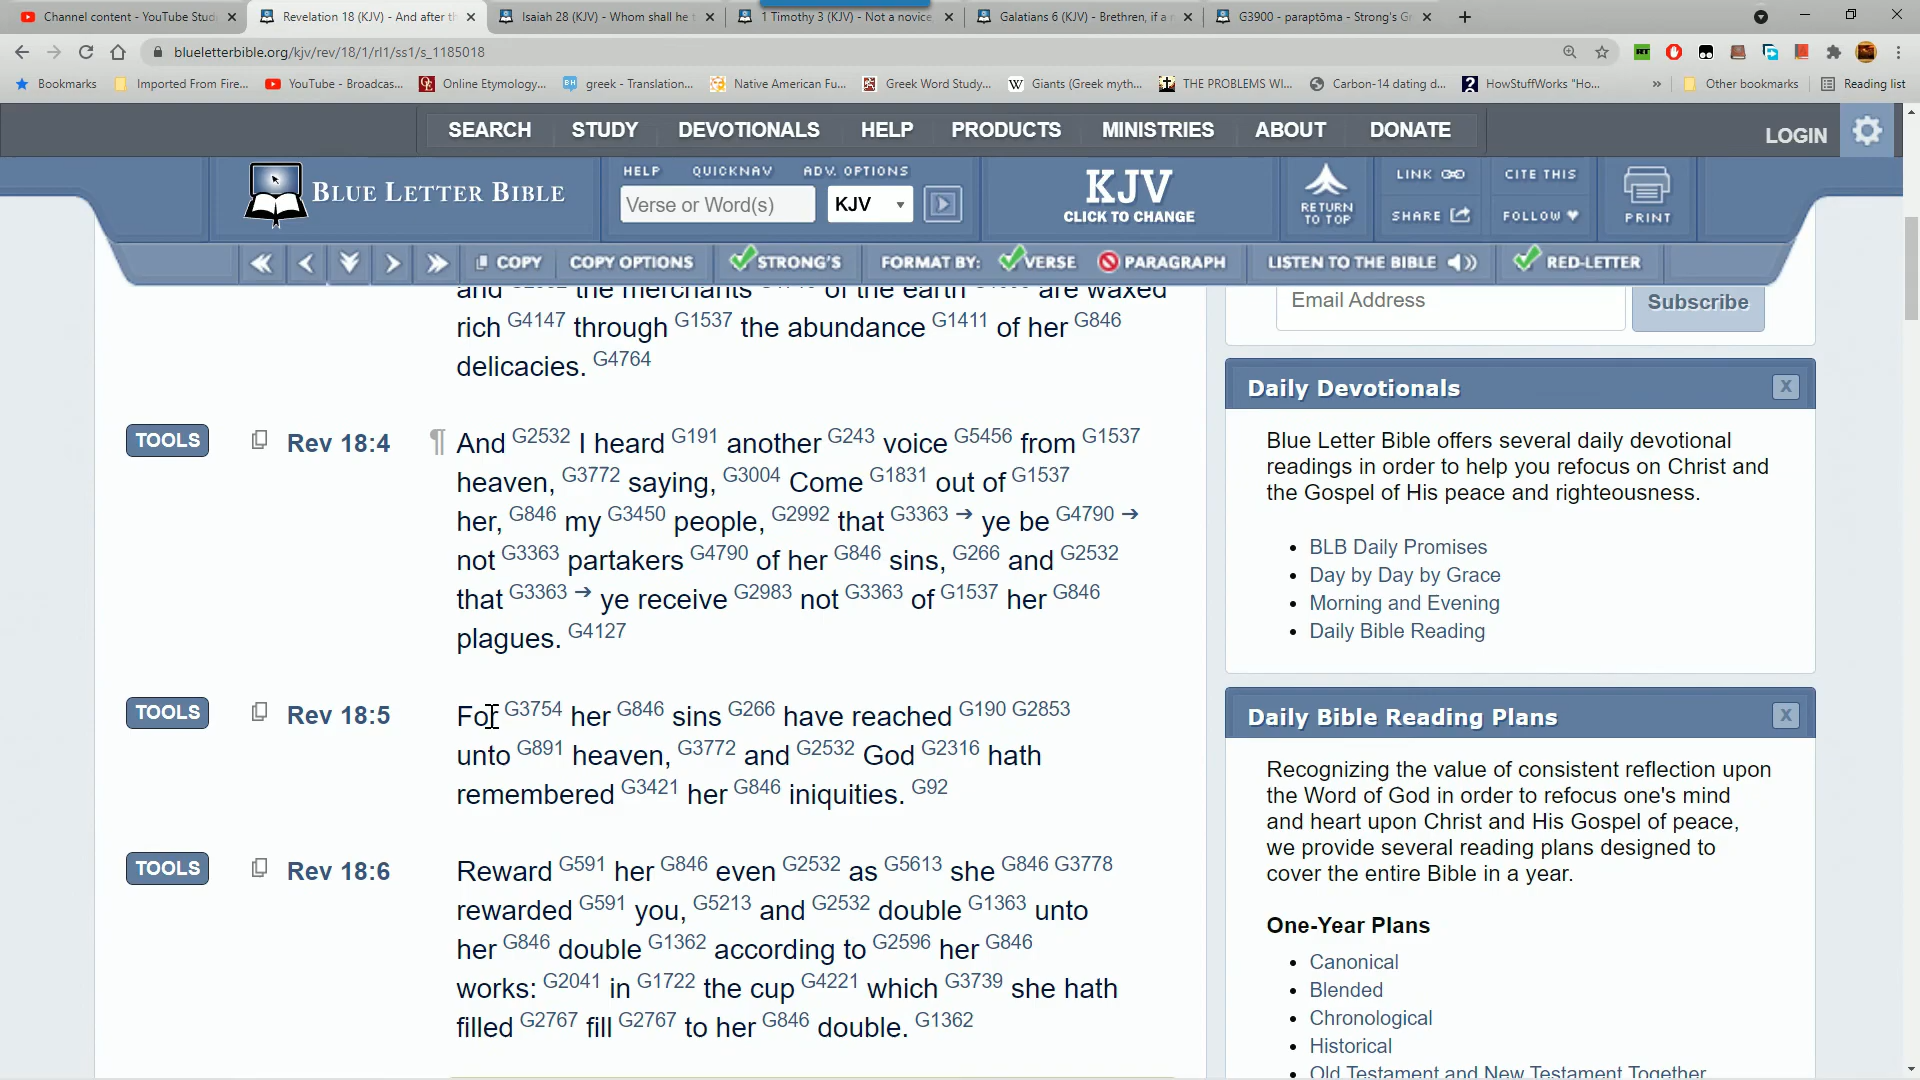 Channel content - YouTube Stud
Revelation 18 (KJV) - And after th
Isaiah 28 (KJV) - Whom shall he t
1 Timothy 3 (KJV) - Not a novice,
Galatians 6 (KJV) - Brethren, if a r
G3900 - paraptōma - Strong's Gr
blueletterbible.org/kjv/rev/18/1/rl1/ss1/s_1185018
Bookmarks
Imported From Fire...
YouTube - Broadcas...
Online Etymology...
greek - Translation...
Native American Fu...
Greek Word Study...
Giants (Greek myth...
THE PROBLEMS WI...
Carbon-14 dating d...
HowStuffWorks "Ho...
»
Other bookmarks
Reading list
SEARCH STUDY DEVOTIONALS HELP PRODUCTS MINISTRIES ABOUT DONATE
LOGIN
BLUE LETTER BIBLE
HELP QUICKNAV ADV. OPTIONS
Verse or Word(s)
KJV
KJV
CLICK TO CHANGE
RETURN
TO TOP
LINK
SHARE
CITE THIS
FOLLOW
PRINT
COPY COPY OPTIONS STRONG'S FORMAT BY: VERSE PARAGRAPH LISTEN TO THE BIBLE RED-LETTER
and the merchants of the earth are waxed
rich G4147 through G1537 the abundance G1411 of her G846
delicacies. G4764
TOOLS Rev 18:4 ¶ And G2532 I heard G191 another G243 voice G5456 from G1537
heaven, G3772 saying, G3004 Come G1831 out of G1537
her, G846 my G3450 people, G2992 that G3363 → ye be G4790 →
not G3363 partakers G4790 of her G846 sins, G266 and G2532
that G3363 → ye receive G2983 not G3363 of G1537 her G846
plagues. G4127
TOOLS Rev 18:5 For G3754 her G846 sins G266 have reached G190 G2853
unto G891 heaven, G3772 and G2532 God G2316 hath
remembered G3421 her G846 iniquities. G92
TOOLS Rev 18:6 Reward G591 her G846 even G2532 as G5613 she G846 G3778
rewarded G591 you, G5213 and G2532 double G1363 unto
her G846 double G1362 according to G2596 her G846
works: G2041 in G1722 the cup G4221 which G3739 she hath
filled G2767 fill G2767 to her G846 double. G1362
Email Address
Subscribe
Daily Devotionals
X
Blue Letter Bible offers several daily devotional
readings in order to help you refocus on Christ and
the Gospel of His peace and righteousness.
• BLB Daily Promises
• Day by Day by Grace
• Morning and Evening
• Daily Bible Reading
Daily Bible Reading Plans
X
Recognizing the value of consistent reflection upon
the Word of God in order to refocus one's mind
and heart upon Christ and His Gospel of peace,
we provide several reading plans designed to
cover the entire Bible in a year.
One-Year Plans
• Canonical
• Blended
• Chronological
• Historical
• Old Testament and New Testament Together